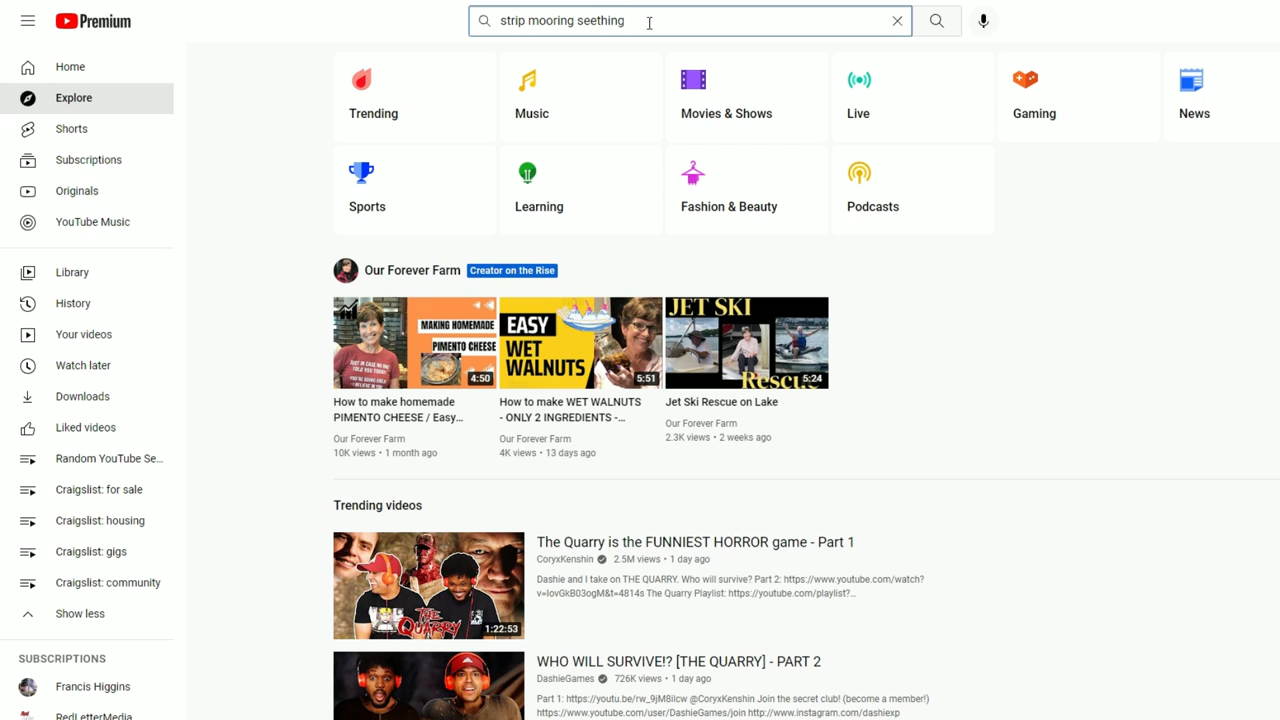 Premium
strip mooring seething
Home
Explore
Shorts
Subscriptions
Originals
YouTube Music
Library
History
Your videos
Watch later
Downloads
Liked videos
Random YouTube Se...
Craigslist: for sale
Craigslist: housing
Craigslist: gigs
Craigslist: community
Show less
SUBSCRIPTIONS
Francis Higgins
RedLetterMedia
Trending
Music
Movies & Shows
Live
Gaming
News
Sports
Learning
Fashion & Beauty
Podcasts
Our Forever Farm Creator on the Rise
MAKING HOMEMADE
PIMENTO CHEESE
4:50
How to make homemade
PIMENTO CHEESE / Easy...
Our Forever Farm
10K views • 1 month ago
EASY
WET
WALNUTS
5:51
How to make WET WALNUTS
- ONLY 2 INGREDIENTS -...
Our Forever Farm
4K views • 13 days ago
JET SKI
Rescue
5:24
Jet Ski Rescue on Lake
Our Forever Farm
2.3K views • 2 weeks ago
Trending videos
THE
QUARRY
1:22:53
The Quarry is the FUNNIEST HORROR game - Part 1
CoryxKenshin 2.5M views • 1 day ago
Dashie and I take on THE QUARRY. Who will survive? Part 2: https://www.youtube.com/watch?
v=lovGkB03ogM&t=4814s The Quarry Playlist: https://youtube.com/playlist?...
WHO WILL SURVIVE!? [THE QUARRY] - PART 2
DashieGames 726K views • 1 day ago
Part 1: https://youtu.be/rw_9jM8ilcw @CoryxKenshin Join the secret club! (become a member!)
https://www.youtube.com/user/DashieGames/join http://www.instagram.com/dashiexp